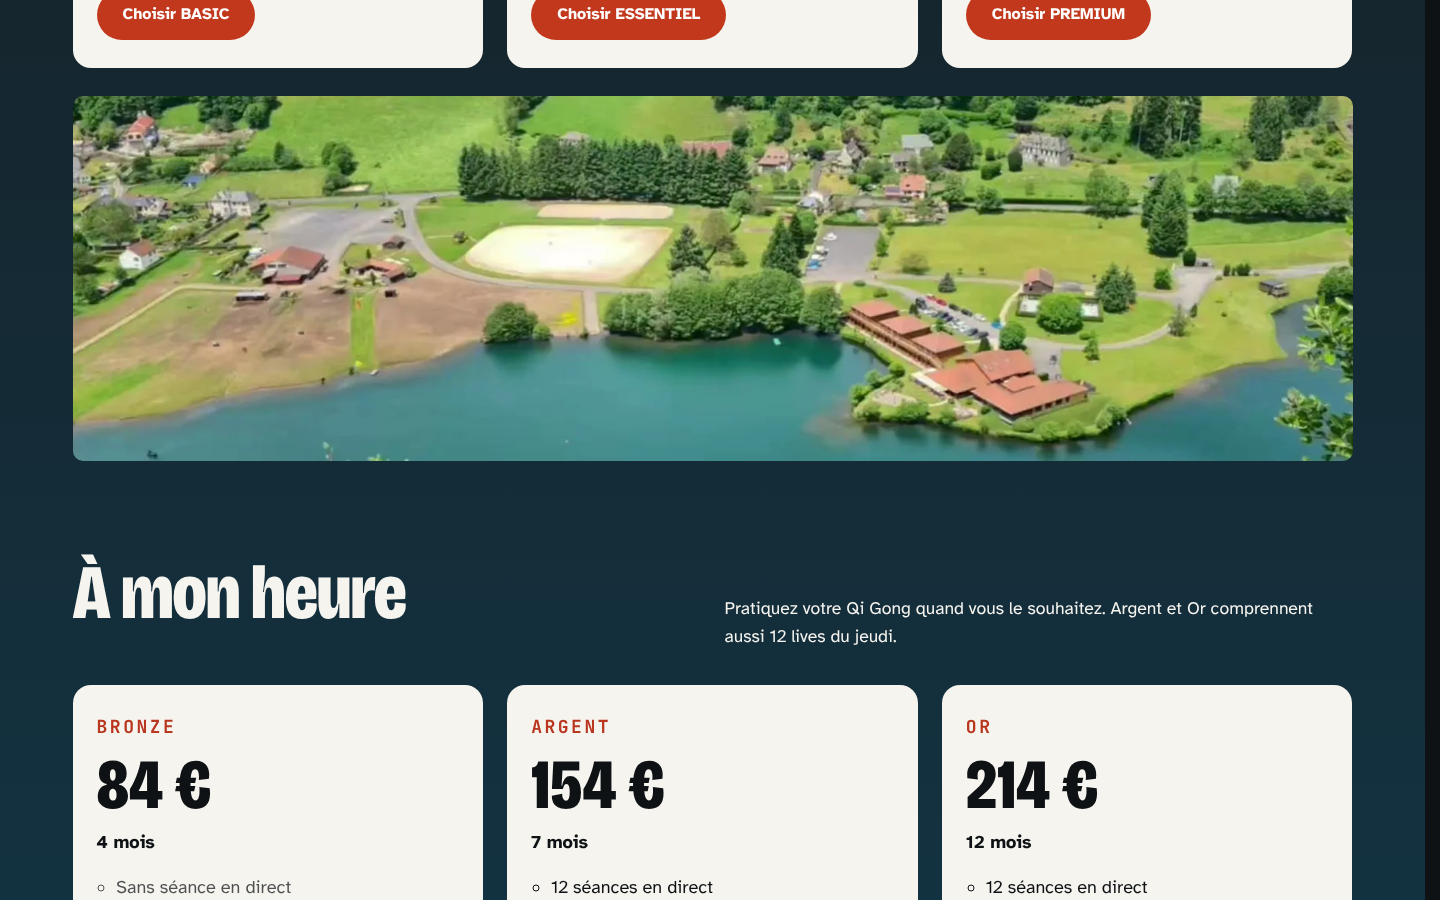 Choisir BASIC
Choisir ESSENTIEL
Choisir PREMIUM
À mon heure
Pratiquez votre Qi Gong quand vous le souhaitez. Argent et Or comprennent
aussi 12 lives du jeudi.
BRONZE
84 €
4 mois
Sans séance en direct
ARGENT
154 €
7 mois
12 séances en direct
OR
214 €
12 mois
12 séances en direct